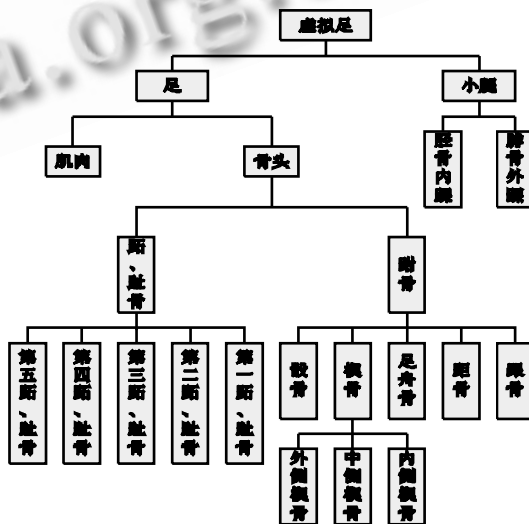 虚拟足
足
小腿
肌肉
骨头
胫骨内踝
腓骨外踝
跖、趾骨
跗骨
第五跖、趾骨
第四跖、趾骨
第三跖、趾骨
第二跖、趾骨
第一跖、趾骨
骰骨
楔骨
足舟骨
距骨
跟骨
外侧楔骨
中侧楔骨
内侧楔骨